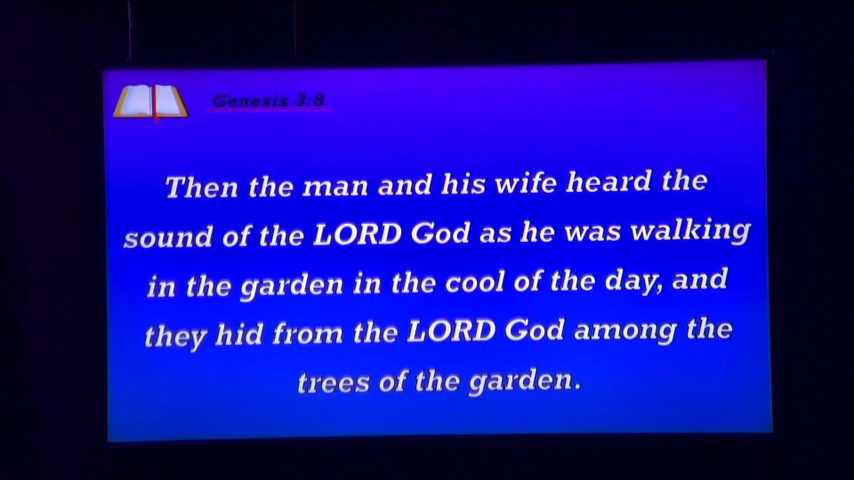 Genesis 3:8
Then the man and his wife heard the
sound of the LORD God as he was walking
in the garden in the cool of the day, and
they hid from the LORD God among the
trees of the garden.